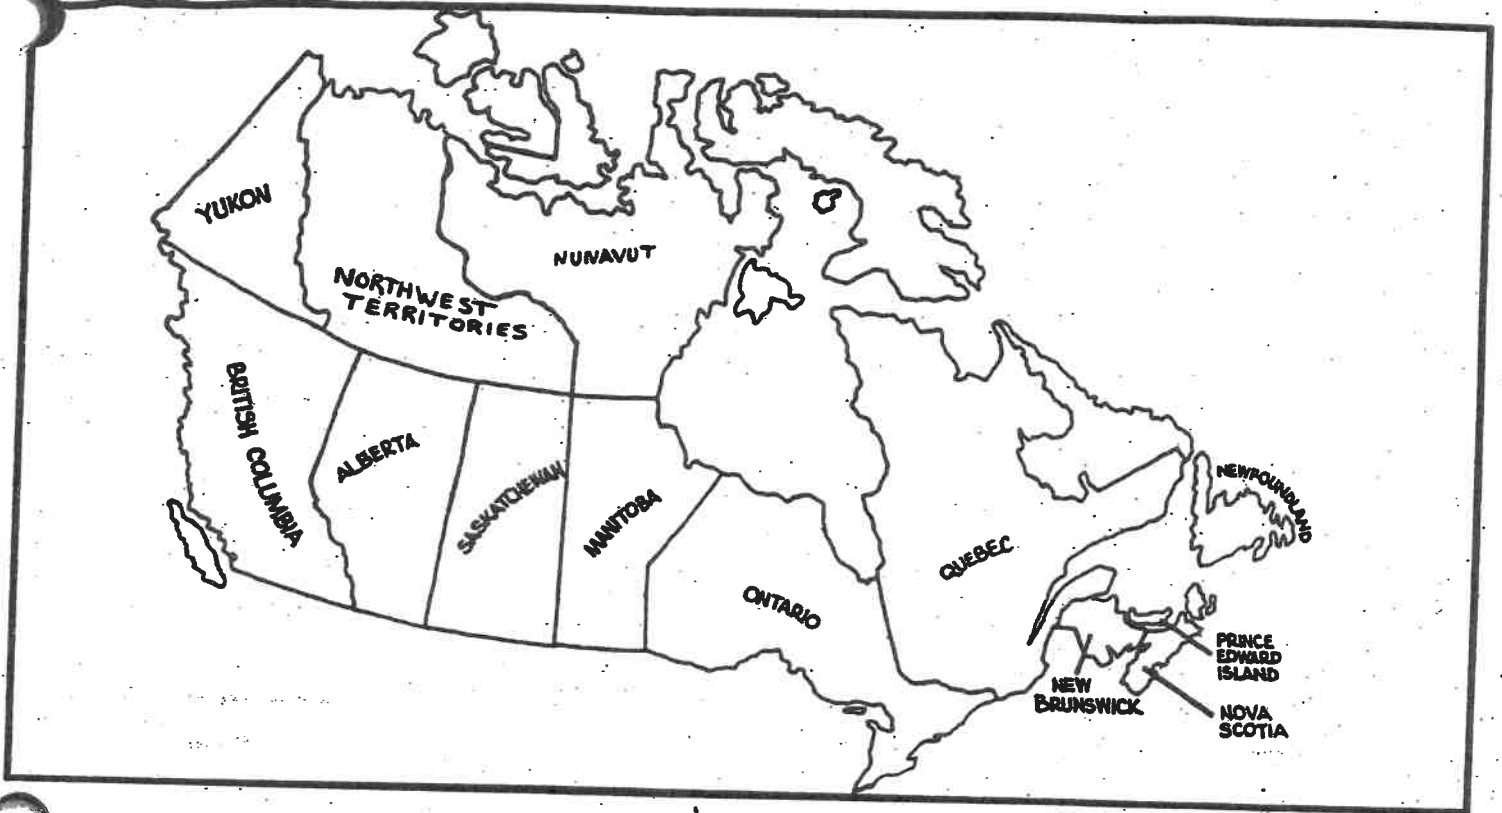 YUKON
NUNAVUT
NORTHWEST
TERRITORIES
BRITISH COLUMBIA
ALBERTA
SASKATCHEWAN
MANITOBA
ONTARIO
QUEBEC
NEWFOUNDLAND
PRINCE
EDWARD
ISLAND
NEW
BRUNSWICK
NOVA
SCOTIA